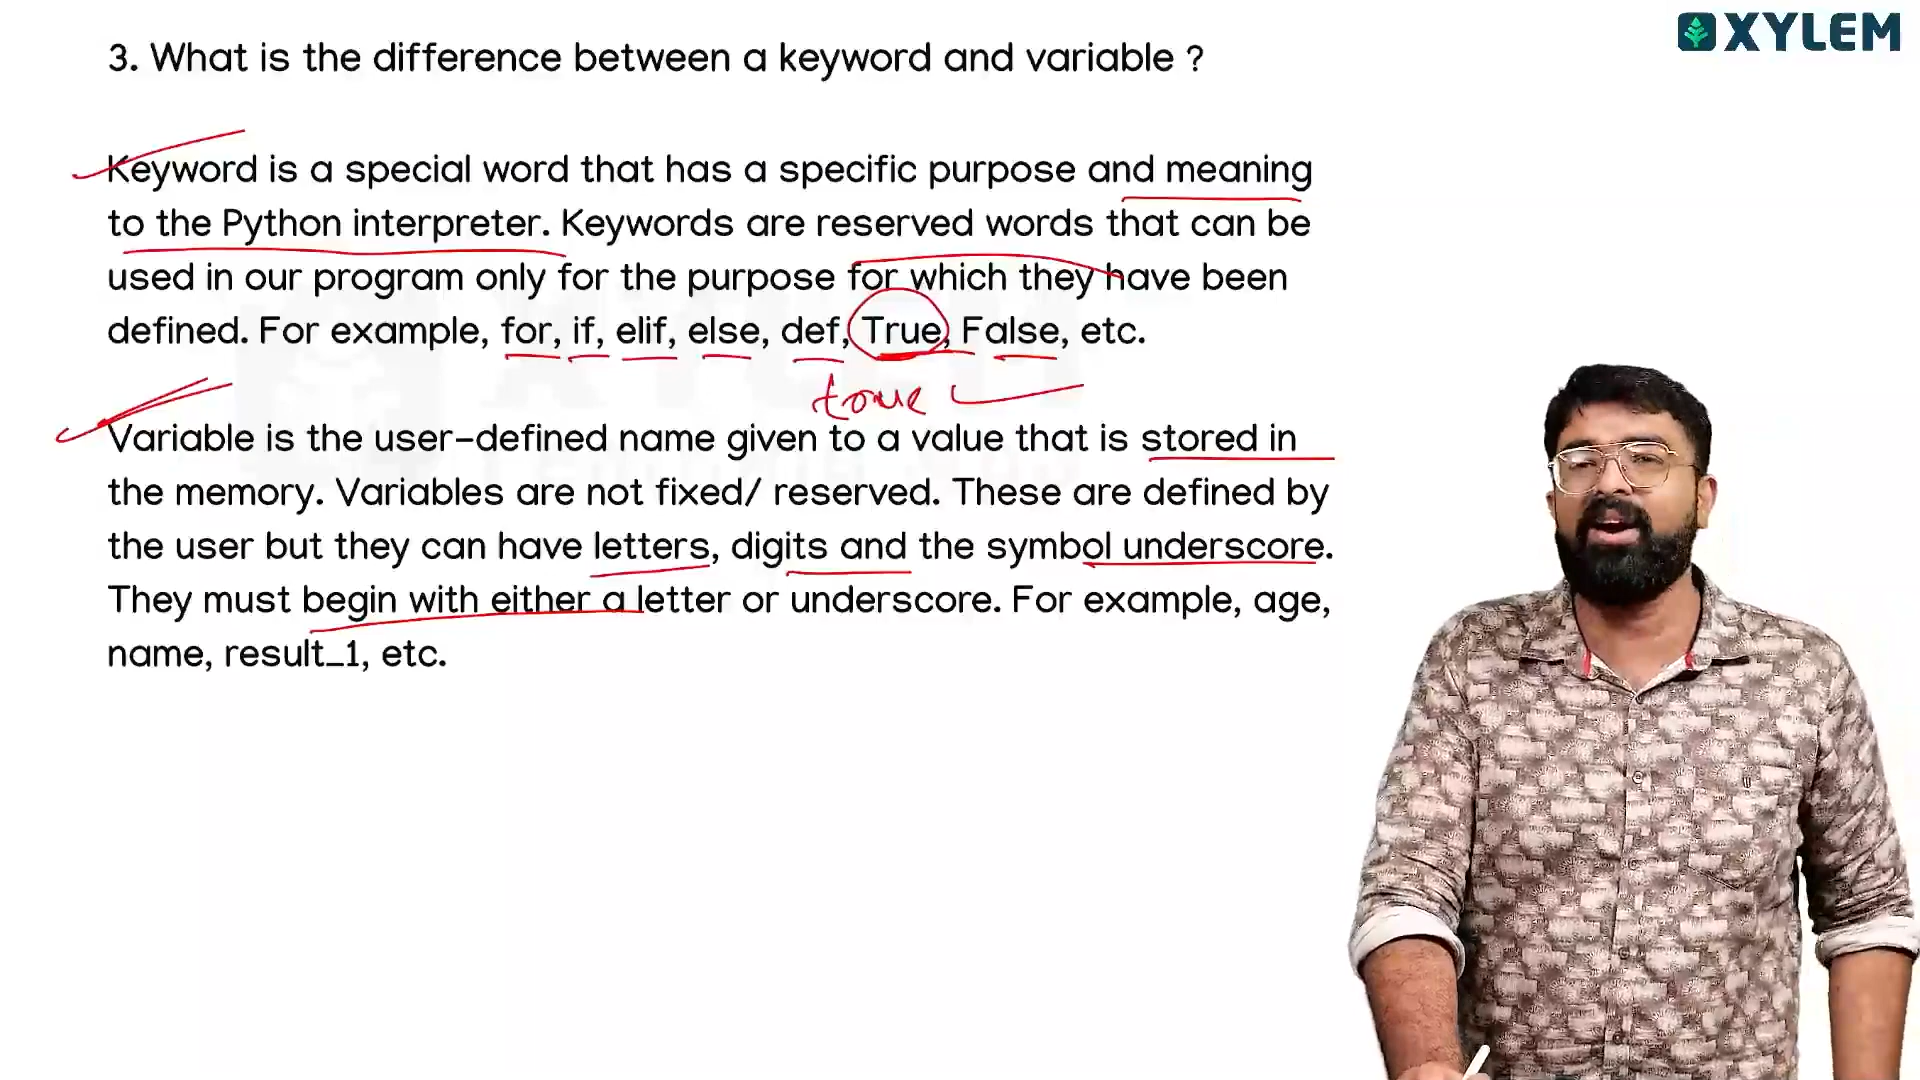 XYLEM
3. What is the difference between a keyword and variable ?
Keyword is a special word that has a specific purpose and meaning
to the Python interpreter. Keywords are reserved words that can be
used in our program only for the purpose for which they have been
defined. For example, for, if, elif, else, def, True, False, etc.
true
Variable is the user-defined name given to a value that is stored in
the memory. Variables are not fixed/ reserved. These are defined by
the user but they can have letters, digits and the symbol underscore.
They must begin with either a letter or underscore. For example, age,
name, result_1, etc.